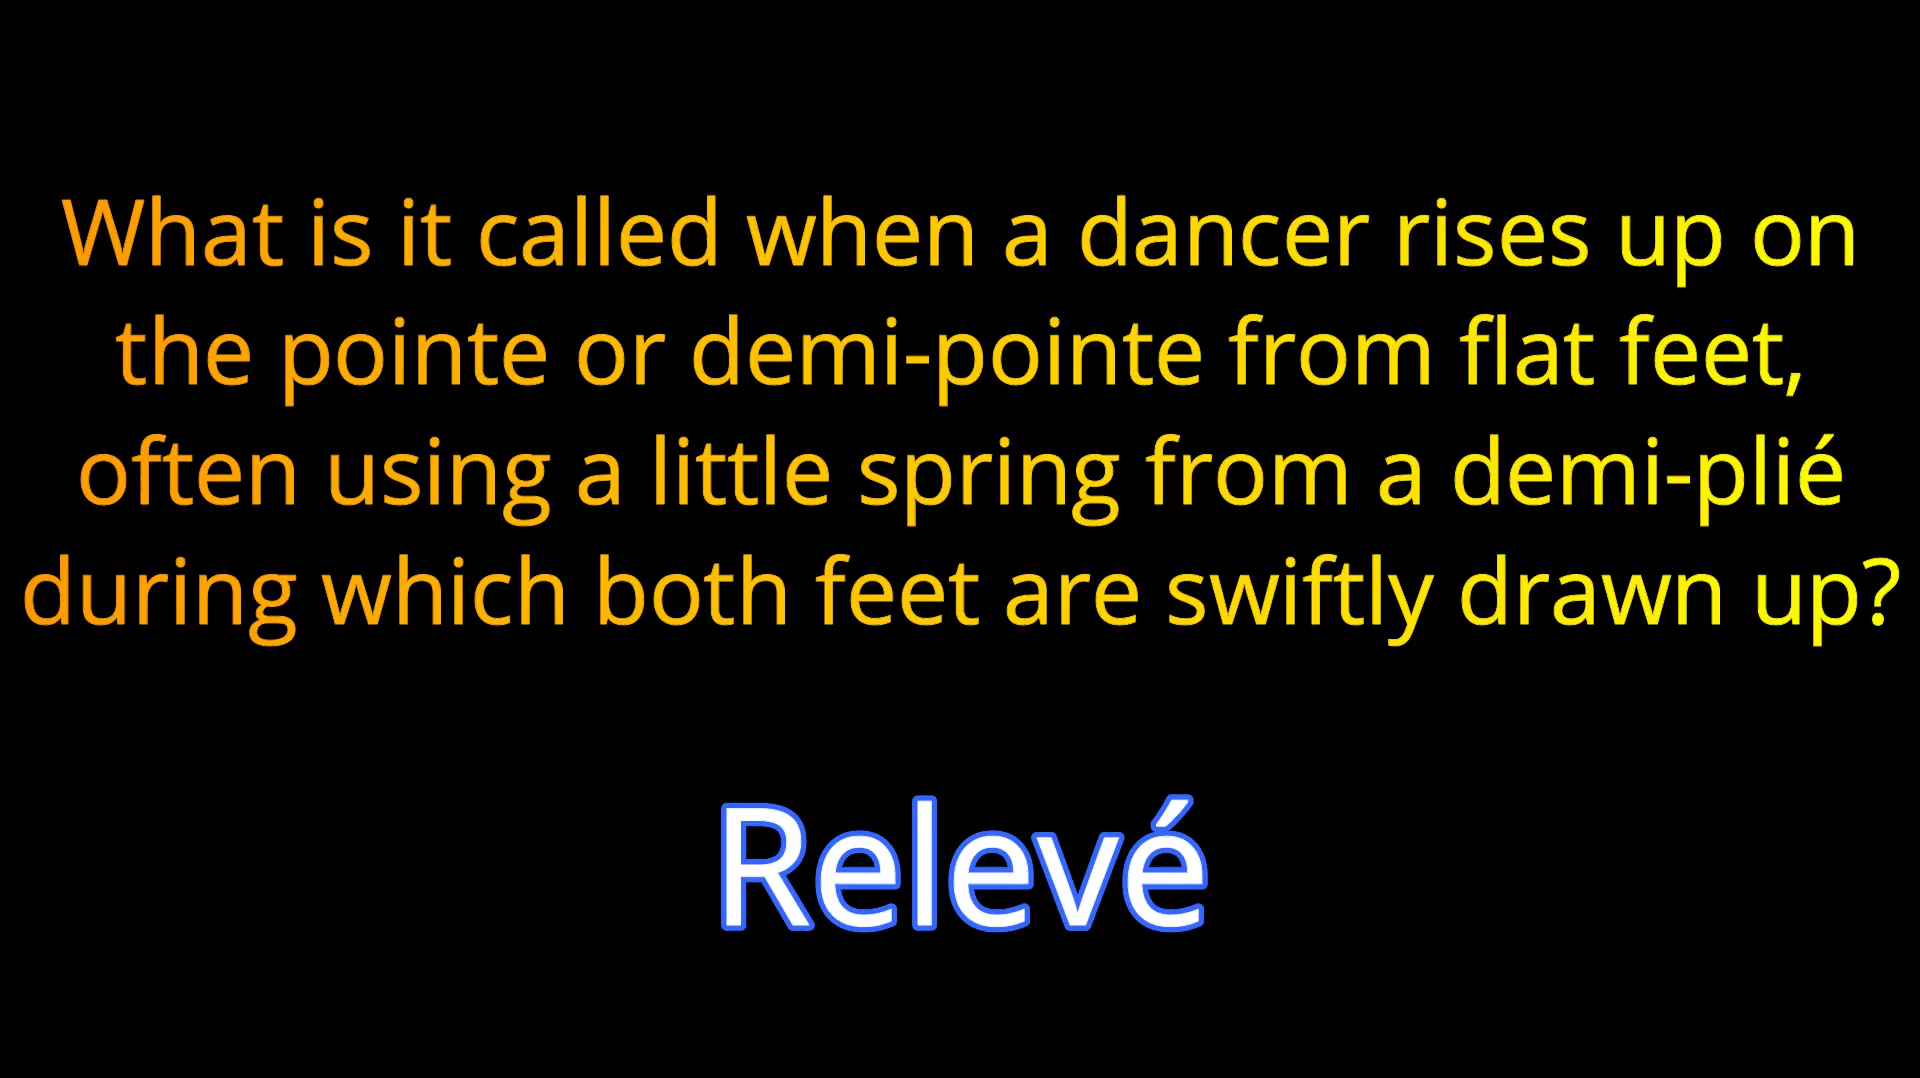 What is it called when a dancer rises up on
the pointe or demi-pointe from flat feet,
often using a little spring from a demi-plié
during which both feet are swiftly drawn up?
Relevé